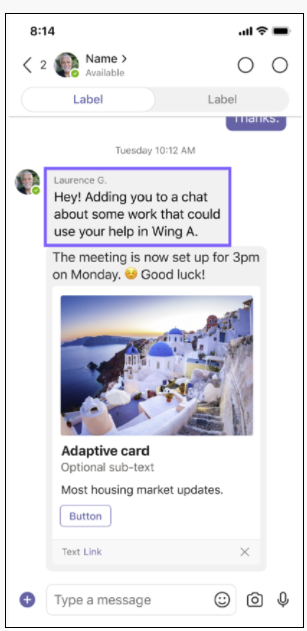 8:14
2
Name >
Available
Label Label
Thanks.
Tuesday 10:12 AM
Laurence G.
Hey! Adding you to a chat
about some work that could
use your help in Wing A.
The meeting is now set up for 3pm
on Monday. 😌 Good luck!
Adaptive card
Optional sub-text
Most housing market updates.
Button
Text Link
Type a message